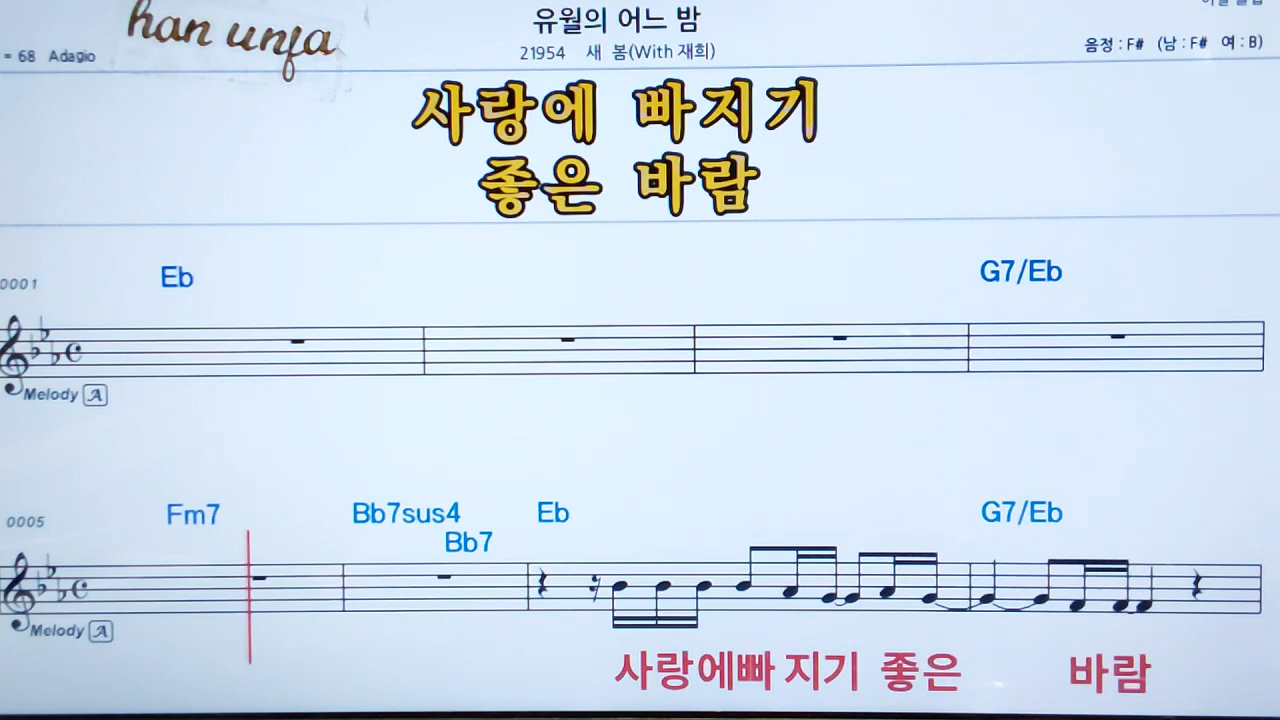 han unfa
유월의 어느 밤
= 68 Adagio
21954 새 봄(With 재희)
음정 : F# (남 : F# 여 : B)
사랑에 빠지기
좋은 바람
0001 Eb G7/Eb
Melody A
0005 Fm7 Bb7sus4 Eb G7/Eb
Bb7
Melody A
사랑에빠 지기 좋은 바람